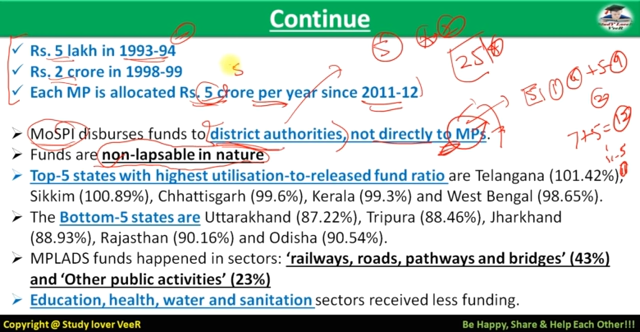 Continue
✓ Rs. 5 lakh in 1993-94
✓ Rs. 2 crore in 1998-99
✓ Each MP is allocated Rs. 5 crore per year since 2011-12
➤ MoSPI disburses funds to district authorities, not directly to MPs.
➤ Funds are non-lapsable in nature
➤ Top-5 states with highest utilisation-to-released fund ratio are Telangana (101.42%),
Sikkim (100.89%), Chhattisgarh (99.6%), Kerala (99.3%) and West Bengal (98.65%).
➤ The Bottom-5 states are Uttarakhand (87.22%), Tripura (88.46%), Jharkhand
(88.93%), Rajasthan (90.16%) and Odisha (90.54%).
➤ MPLADS funds happened in sectors: ‘railways, roads, pathways and bridges’ (43%)
and ‘Other public activities’ (23%)
➤ Education, health, water and sanitation sectors received less funding.
5
5
25
7+5=
Copyright @ Study lover VeeR
Be Happy, Share & Help Each Other!!!